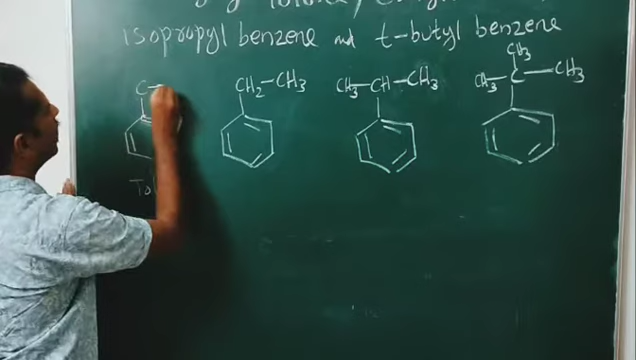 isopropyl benzene and t-butyl benzene
CH3
C- CH2-CH3 CH3-CH-CH3 CH3-C-CH3